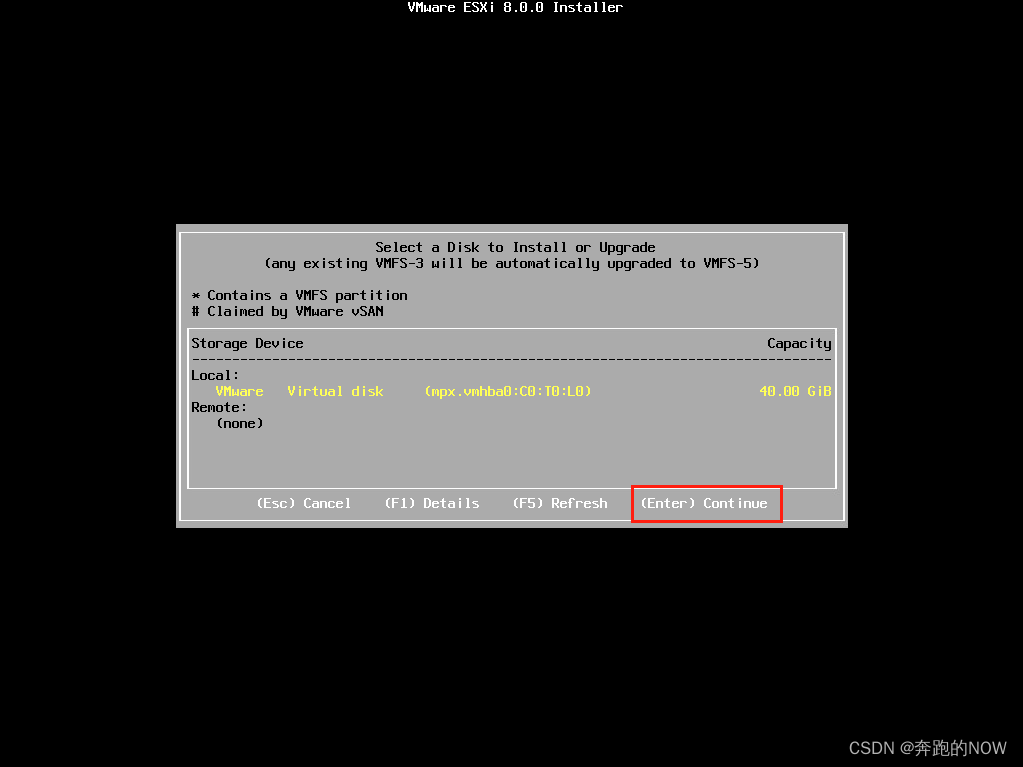 VMware ESXi 8.0.0 Installer
Select a Disk to Install or Upgrade
(any existing VMFS-3 will be automatically upgraded to VMFS-5)
* Contains a VMFS partition
# Claimed by VMware vSAN
Storage Device Capacity
--------------------------------------------------------------------------------
Local:
VMware Virtual disk (mpx.vmhba0:C0:T0:L0) 40.00 GiB
Remote:
(none)
(Esc) Cancel (F1) Details (F5) Refresh (Enter) Continue
CSDN @奔跑的NOW